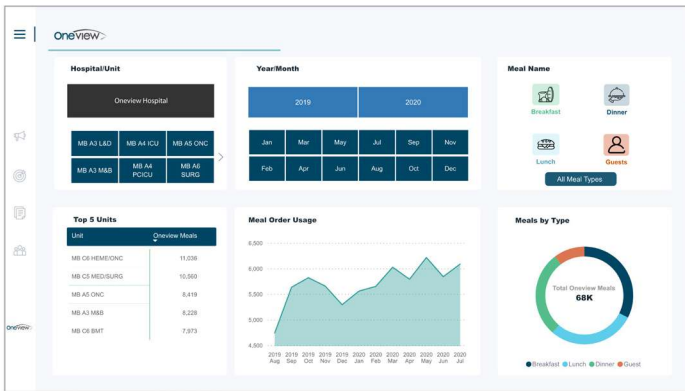 Oneview
Hospital/Unit
Oneview Hospital
MB A3 L&D MB A4 ICU MB A5 ONC
MB A3 M&B MB A4 PCICU MB A6 SURG
Year/Month
2019 2020
Jan Mar May Jul Sep Nov
Feb Apr Jun Aug Oct Dec
Meal Name
Breakfast Dinner
Lunch Guests
All Meal Types
Top 5 Units
Unit Oneview Meals
MB C6 HEME/ONC 11,036
MB C5 MED/SURG 10,560
MB A5 ONC 8,419
MB A3 M&B 8,228
MB C6 BMT 7,973
Oneview
Meal Order Usage
6,500
6,000
5,500
5,000
4,500
2019 2019 2019 2019 2019 2020 2020 2020 2020 2020 2020 2020
Aug Sep Oct Nov Dec Jan Feb Mar Apr May Jun Jul
Meals by Type
Total Oneview Meals
68K
Breakfast Lunch Dinner Guest